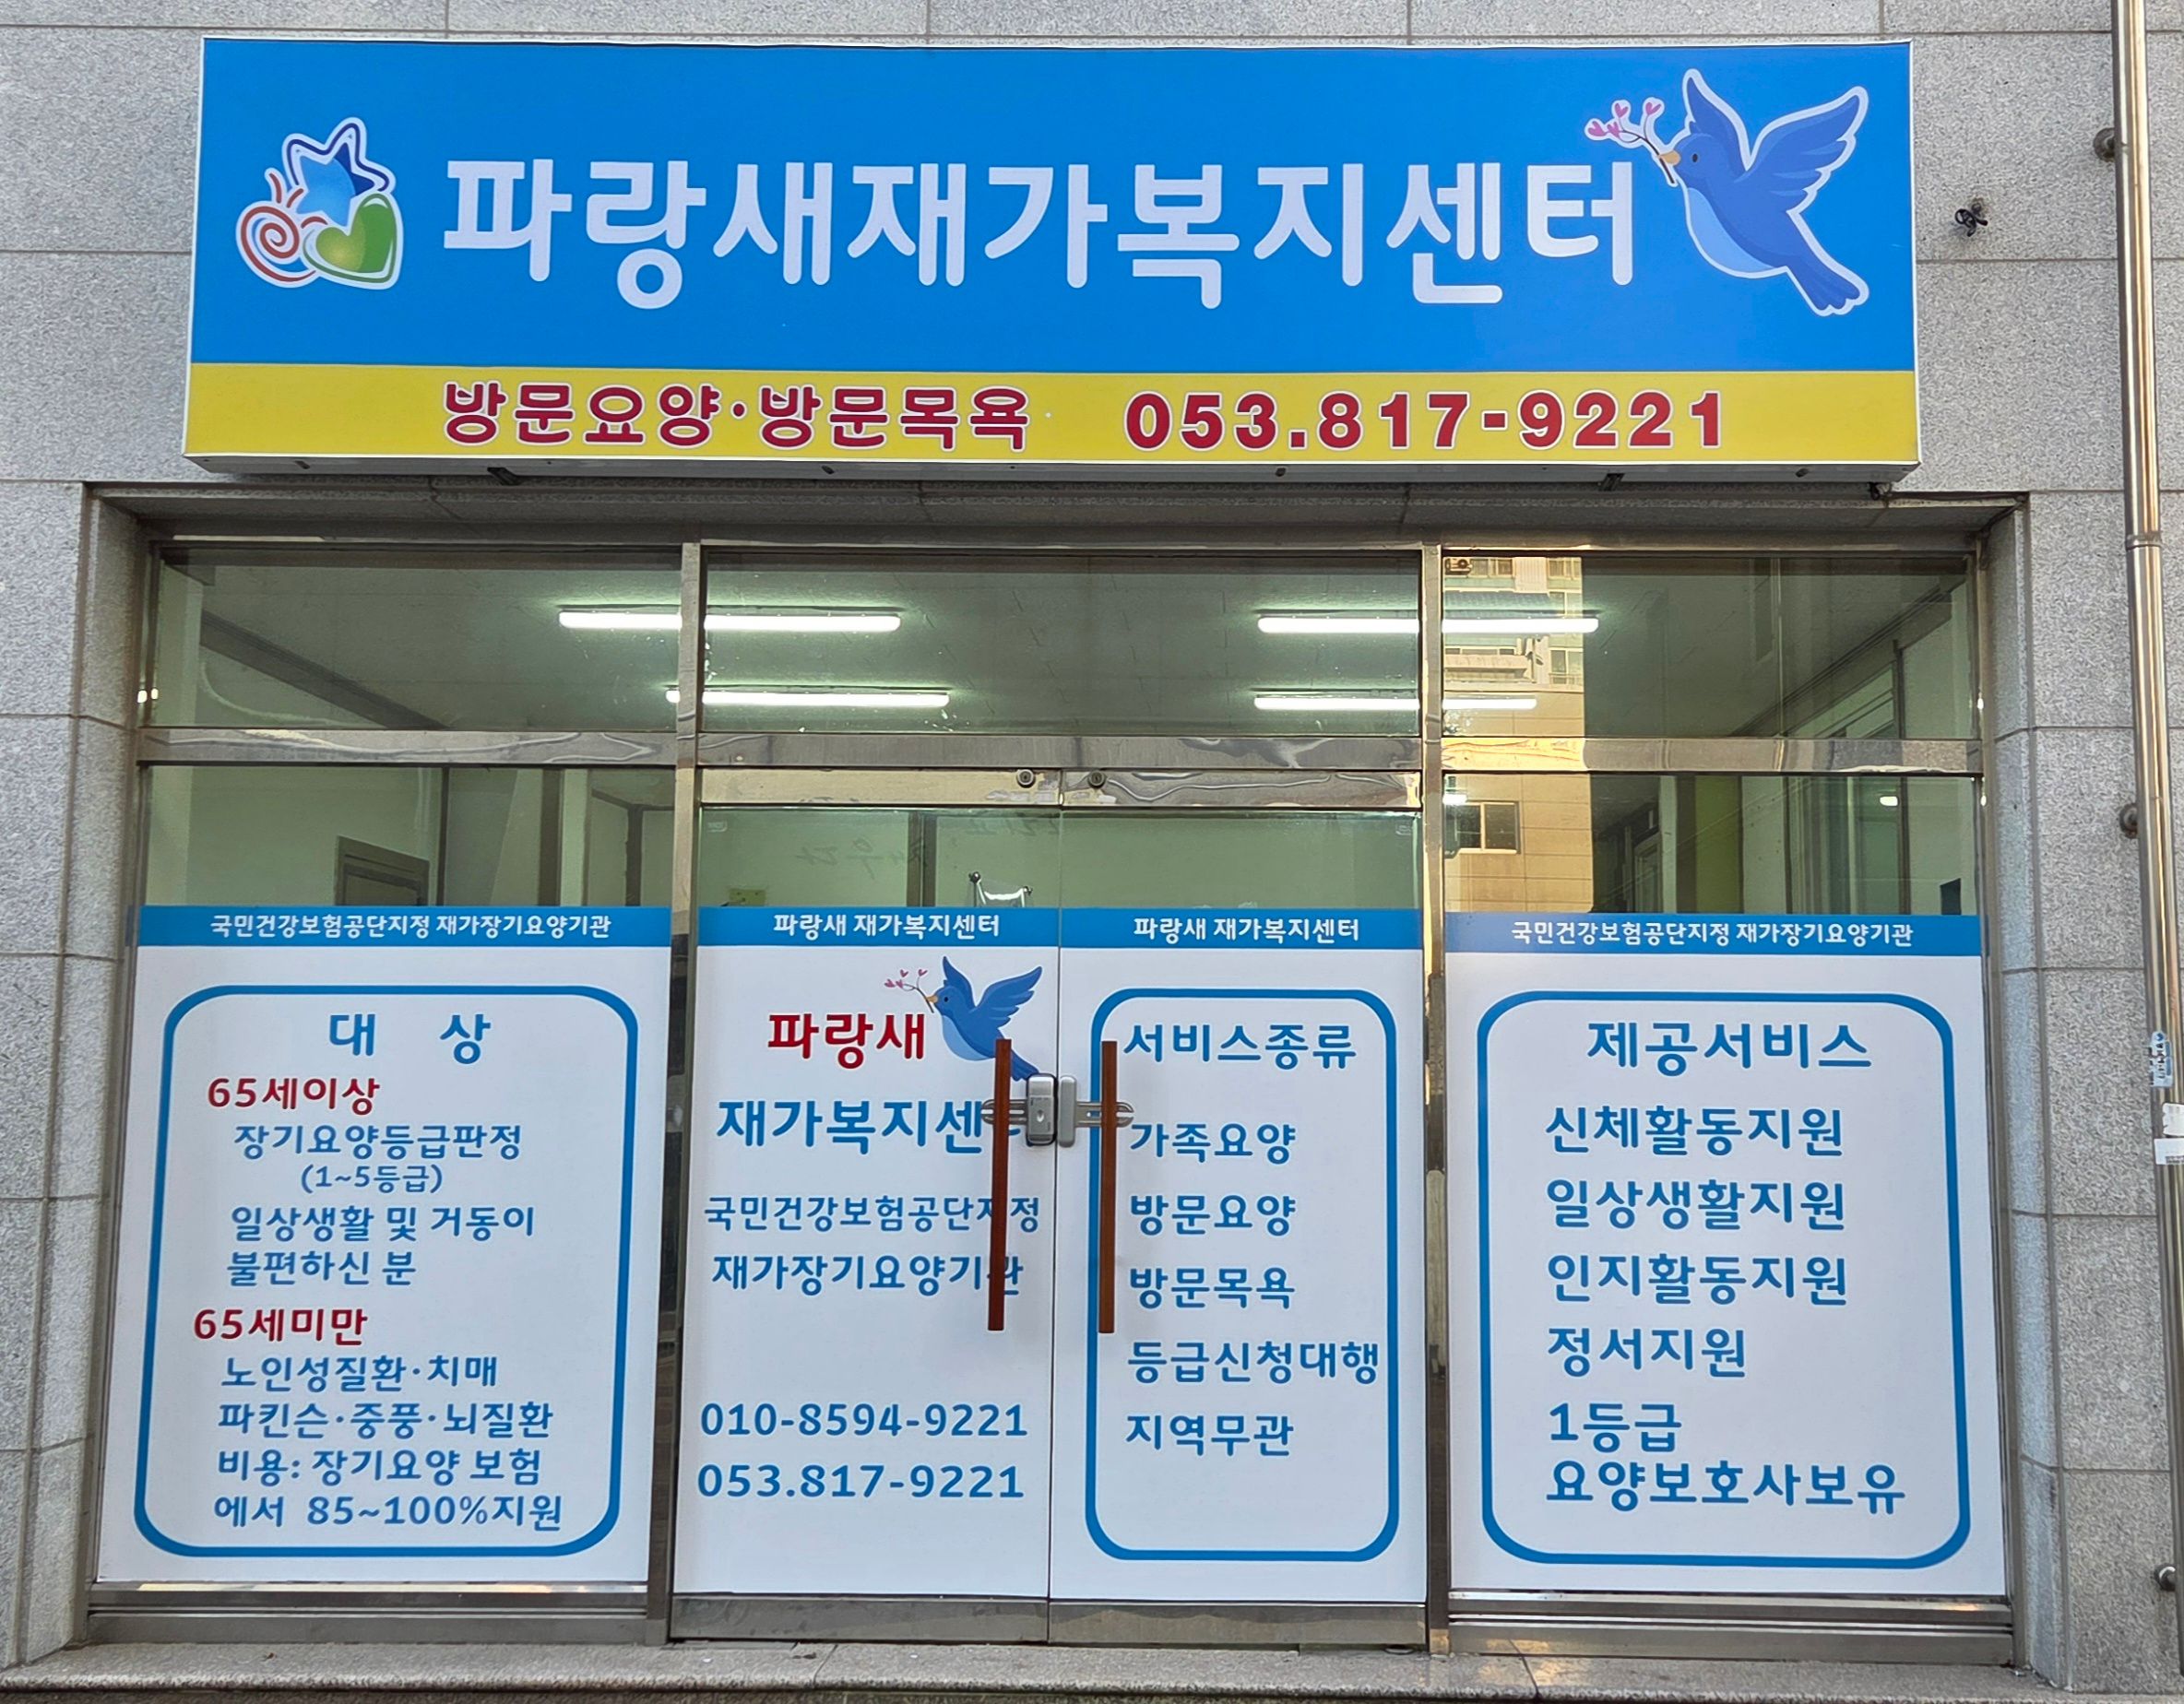 파랑새재가복지센터
방문요양·방문목욕 053.817-9221
국민건강보험공단지정 재가장기요양기관
대 상
65세이상
장기요양등급판정
(1~5등급)
일상생활 및 거동이
불편하신 분
65세미만
노인성질환·치매
파킨슨·중풍·뇌질환
비용: 장기요양 보험
에서 85~100%지원
파랑새 재가복지센터
파랑새
재가복지센
국민건강보험공단지정
재가장기요양기관
010-8594-9221
053.817-9221
파랑새 재가복지센터
서비스종류
가족요양
방문요양
방문목욕
등급신청대행
지역무관
국민건강보험공단지정 재가장기요양기관
제공서비스
신체활동지원
일상생활지원
인지활동지원
정서지원
1등급
요양보호사보유